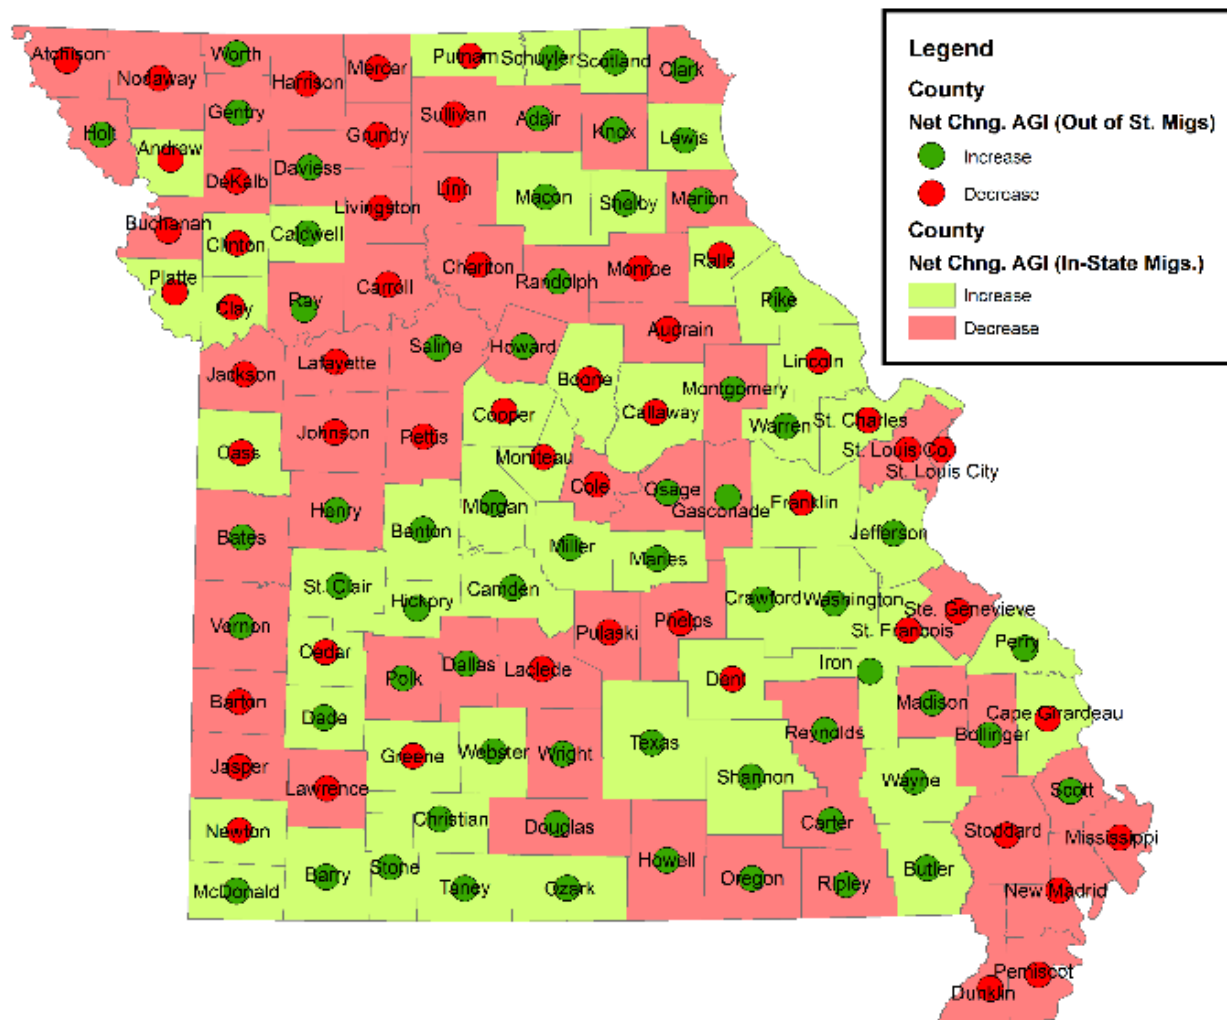 Legend
County
Net Chng. AGI (Out of St. Migs)
Increase
Decrease
County
Net Chng. AGI (In-State Migs.)
Increase
Decrease
Atchison
Nodaway
Worth
Harrison
Mercer
Putnam
Schuyler
Scotland
Clark
Holt
Gentry
Grundy
Sullivan
Adair
Knox
Lewis
Andrew
DeKalb
Daviess
Livingston
Linn
Macon
Shelby
Marion
Buchanan
Clinton
Caldwell
Chariton
Randolph
Monroe
Ralls
Platte
Clay
Ray
Carroll
Pike
Jackson
Lafayette
Saline
Howard
Boone
Audrain
Montgomery
Lincoln
Cass
Johnson
Pettis
Cooper
Moniteau
Callaway
Warren
St. Charles
St. Louis Co.
St. Louis City
Bates
Henry
Benton
Morgan
Cole
Osage
Gasconade
Franklin
Jefferson
Miller
Maries
Vernon
St. Clair
Hickory
Camden
Pulaski
Phelps
Crawford
Washington
St. Francois
Ste. Genevieve
Perry
Cedar
Polk
Dallas
Laclede
Dent
Iron
Madison
Bollinger
Cape Girardeau
Barton
Dade
Greene
Webster
Wright
Texas
Shannon
Reynolds
Wayne
Scott
Jasper
Lawrence
Christian
Douglas
Howell
Carter
Stoddard
Mississippi
Newton
McDonald
Barry
Stone
Taney
Ozark
Oregon
Ripley
Butler
New Madrid
Pemiscot
Dunklin